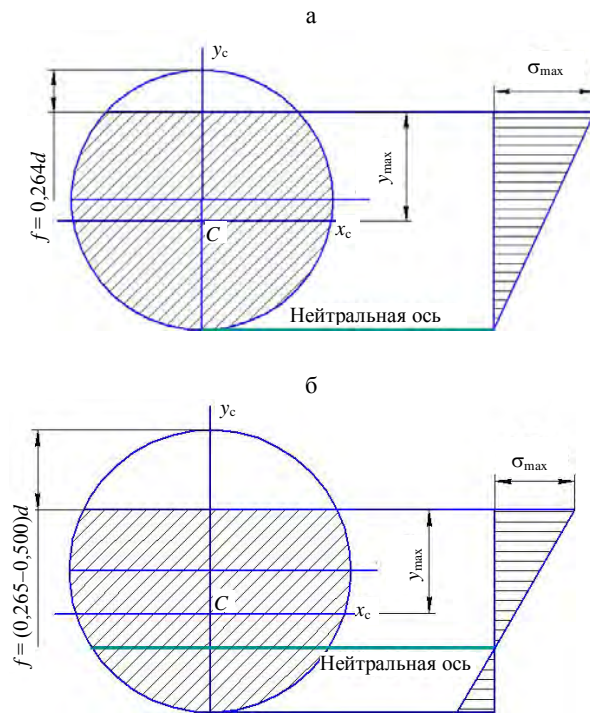 а
y_c
σ_max
f = 0,264d
y_max
C
x_c
Нейтральная ось
б
y_c
σ_max
f = (0,265–0,500)d
y_max
C
x_c
Нейтральная ось